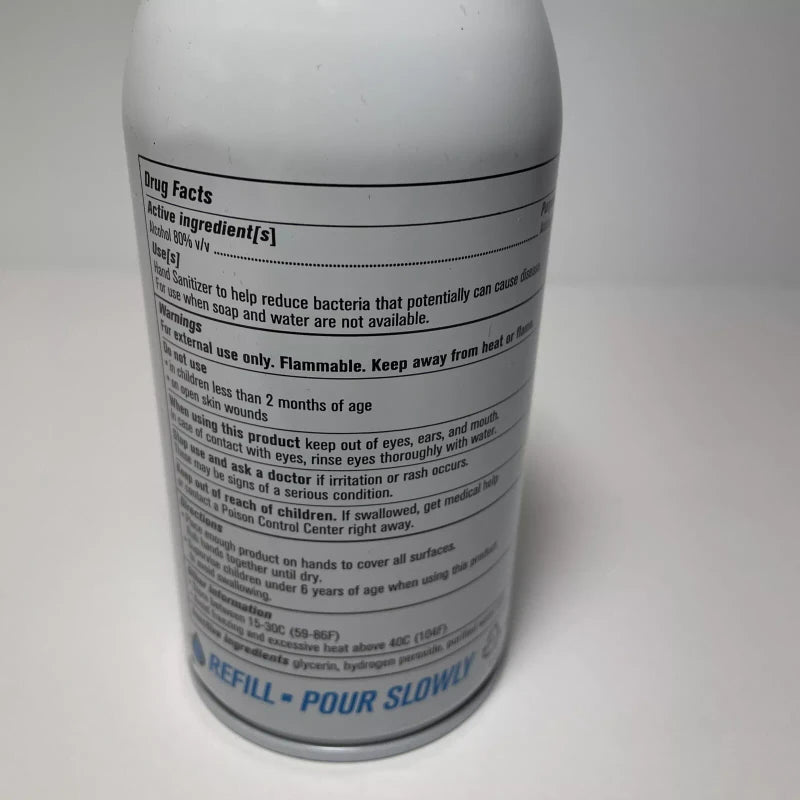 Drug Facts
Active ingredient[s]
Alcohol 80% v/v
Use[s]
Hand Sanitizer to help reduce bacteria that potentially can cause disease.
For use when soap and water are not available.
Warnings
For external use only. Flammable. Keep away from heat or flame
Do not use
• in children less than 2 months of age
• on open skin wounds
When using this product keep out of eyes, ears, and mouth.
In case of contact with eyes, rinse eyes thoroughly with water.
Stop use and ask a doctor if irritation or rash occurs.
These may be signs of a serious condition.
Keep out of reach of children. If swallowed, get medical help
or contact a Poison Control Center right away.
Directions
• Place enough product on hands to cover all surfaces.
hands together until dry.
• Supervise children under 6 years of age when using this product
to avoid swallowing.
Other information
• Store between 15-30C (59-86F)
• Avoid freezing and excessive heat above 40C (104F)
Inactive ingredients glycerin, hydrogen peroxide, purified
REFILL - POUR SLOWLY